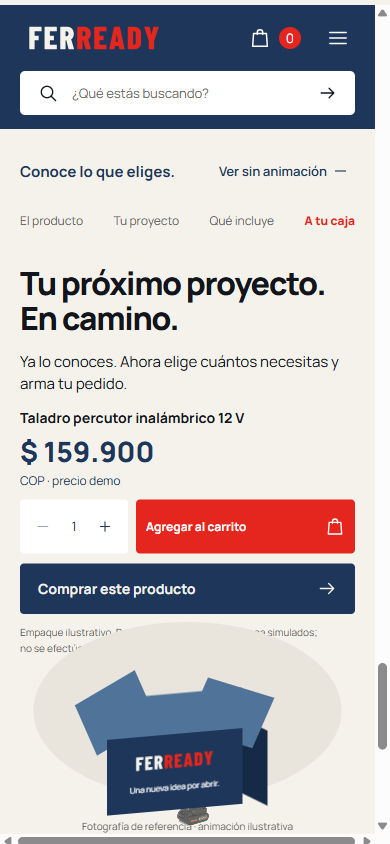 FERREADY
0
¿Qué estás buscando?
Conoce lo que eliges.
Ver sin animación
El producto
Tu proyecto
Qué incluye
A tu caja
Tu próximo proyecto.
En camino.
Ya lo conoces. Ahora elige cuántos necesitas y
arma tu pedido.
Taladro percutor inalámbrico 12 V
$ 159.900
COP · precio demo
1
Agregar al carrito
Comprar este producto
Empaque ilustrativo. simulados;
no se
FERREADY
Una nueva idea por abrir.
Fotografía de referencia · animación ilustrativa